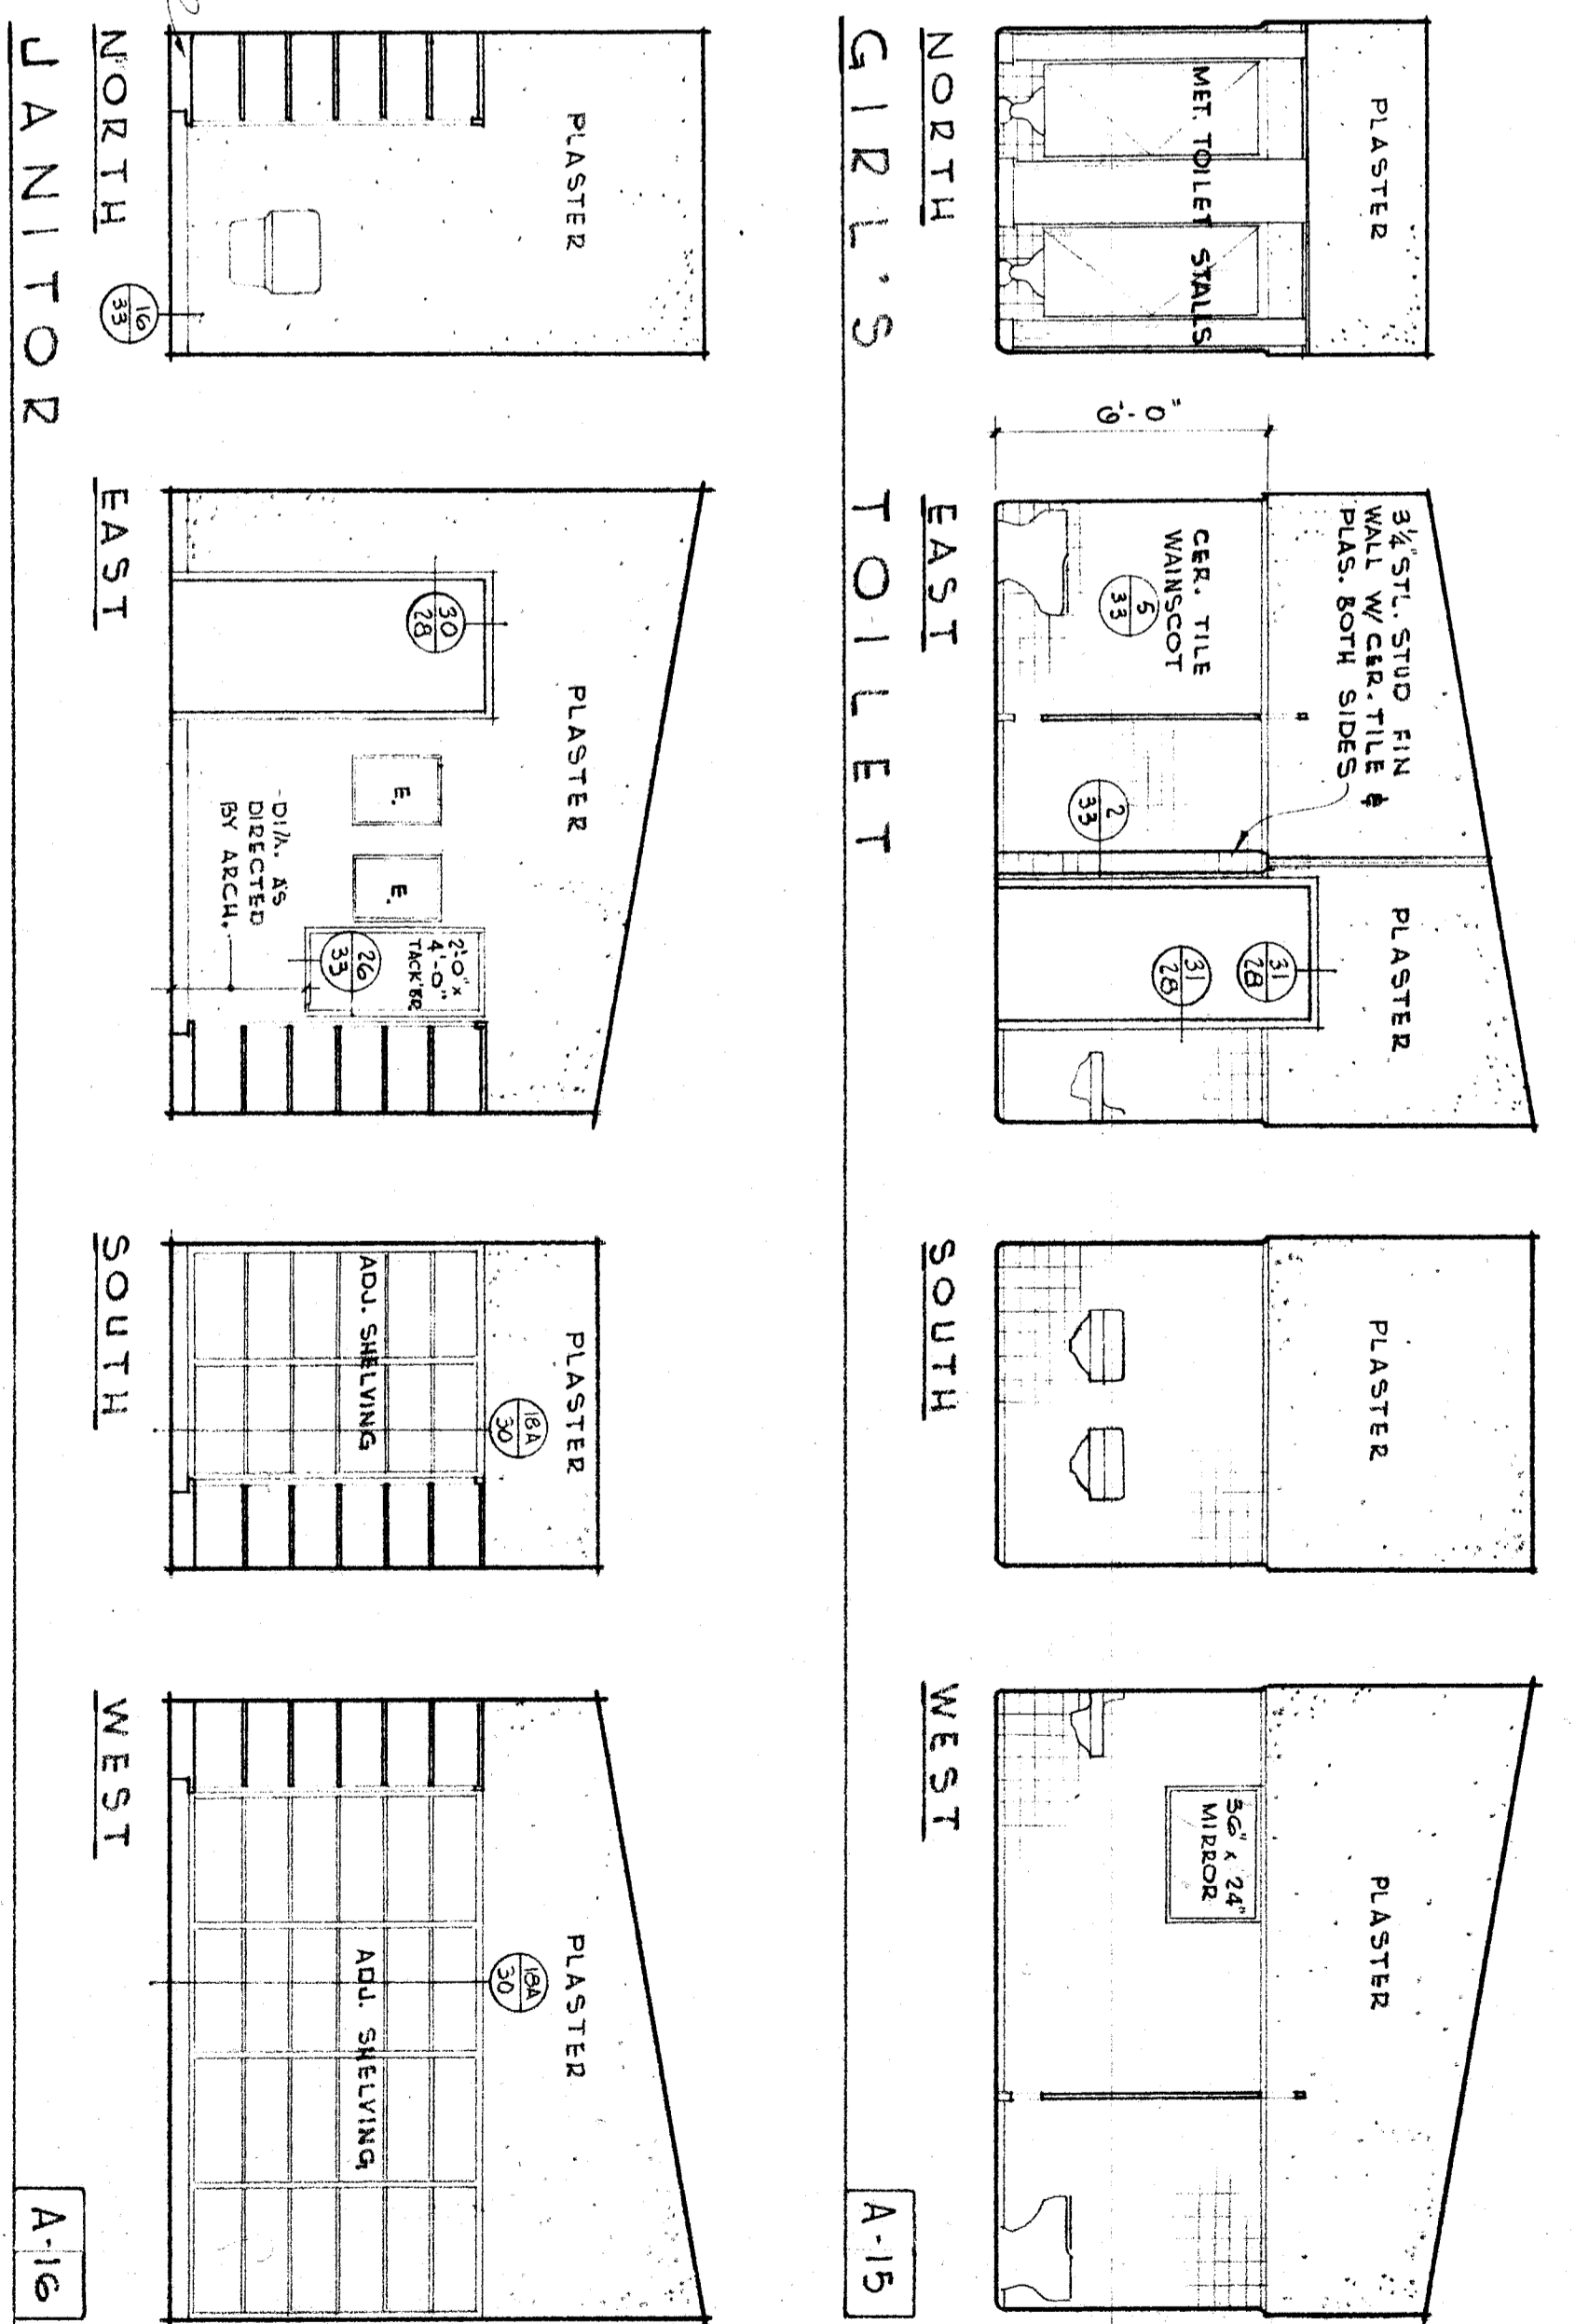 PLASTER
MET. TOILET STALLS
NORTH
6'-0"
3¼" STL. STUD FIN
WALL W/ CER. TILE &
PLAS. BOTH SIDES
PLASTER
CER. TILE
WAINSCOT
5
33
2
33
31
28
31
28
EAST
PLASTER
SOUTH
PLASTER
36" x 24"
MIRROR
WEST
GIRL'S TOILET
A-15
PLASTER
16
33
NORTH
PLASTER
30
28
E.
E.
2'-0" x
4'-0"
TACK'BD.
26
33
DIM. AS
DIRECTED
BY ARCH.
EAST
PLASTER
18A
30
ADJ. SHELVING
SOUTH
PLASTER
18A
30
ADJ. SHELVING
WEST
JANITOR
A-16